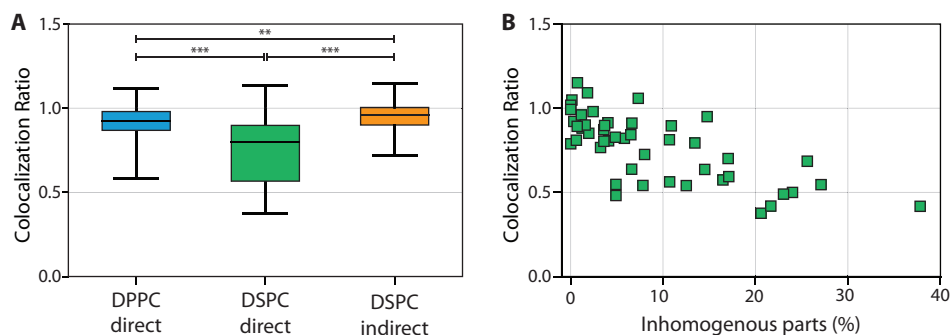 A
B
Colocalization Ratio
1.5
1.0
0.5
0.0
**
***
***
DPPC
direct
DSPC
direct
DSPC
indirect
Colocalization Ratio
1.5
1.0
0.5
0.0
0
10
20
30
40
Inhomogenous parts (%)